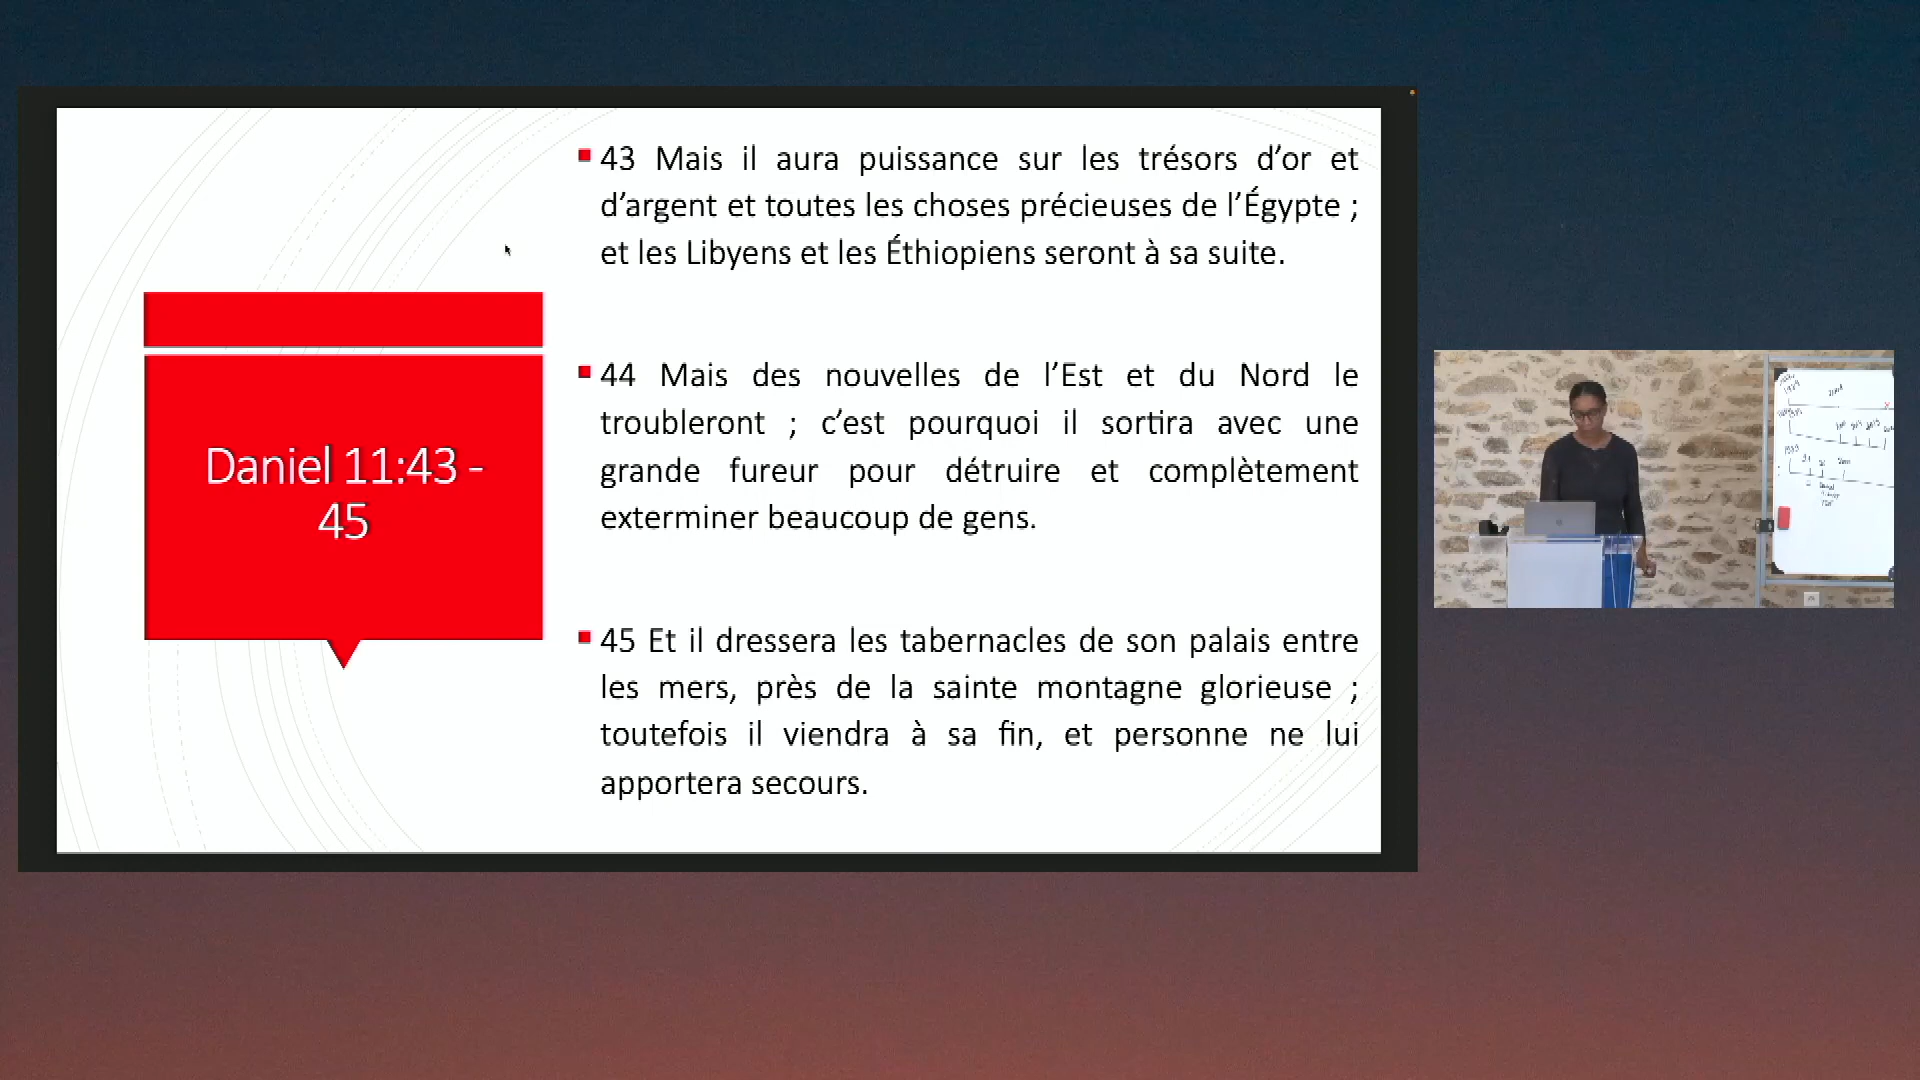 Daniel 11:43 -
45
43 Mais il aura puissance sur les trésors d’or et
d’argent et toutes les choses précieuses de l’Égypte ;
et les Libyens et les Éthiopiens seront à sa suite.
44 Mais des nouvelles de l’Est et du Nord le
troubleront ; c’est pourquoi il sortira avec une
grande fureur pour détruire et complètement
exterminer beaucoup de gens.
45 Et il dressera les tabernacles de son palais entre
les mers, près de la sainte montagne glorieuse ;
toutefois il viendra à sa fin, et personne ne lui
apportera secours.
1989